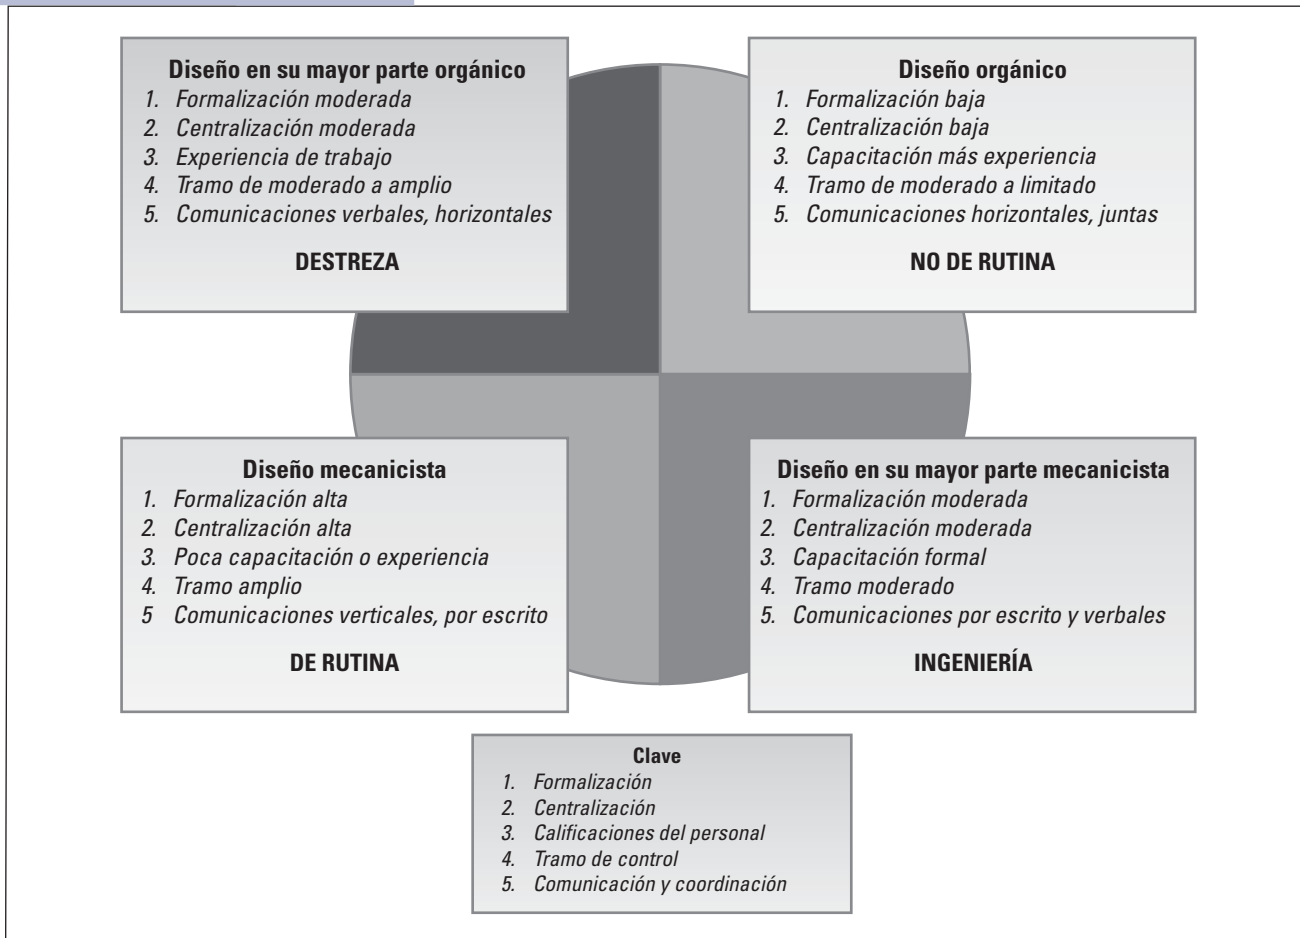 Diseño en su mayor parte orgánico
1. Formalización moderada
2. Centralización moderada
3. Experiencia de trabajo
4. Tramo de moderado a amplio
5. Comunicaciones verbales, horizontales
DESTREZA
Diseño orgánico
1. Formalización baja
2. Centralización baja
3. Capacitación más experiencia
4. Tramo de moderado a limitado
5. Comunicaciones horizontales, juntas
NO DE RUTINA
Diseño mecanicista
1. Formalización alta
2. Centralización alta
3. Poca capacitación o experiencia
4. Tramo amplio
5 Comunicaciones verticales, por escrito
DE RUTINA
Diseño en su mayor parte mecanicista
1. Formalización moderada
2. Centralización moderada
3. Capacitación formal
4. Tramo moderado
5. Comunicaciones por escrito y verbales
INGENIERÍA
Clave
1. Formalización
2. Centralización
3. Calificaciones del personal
4. Tramo de control
5. Comunicación y coordinación